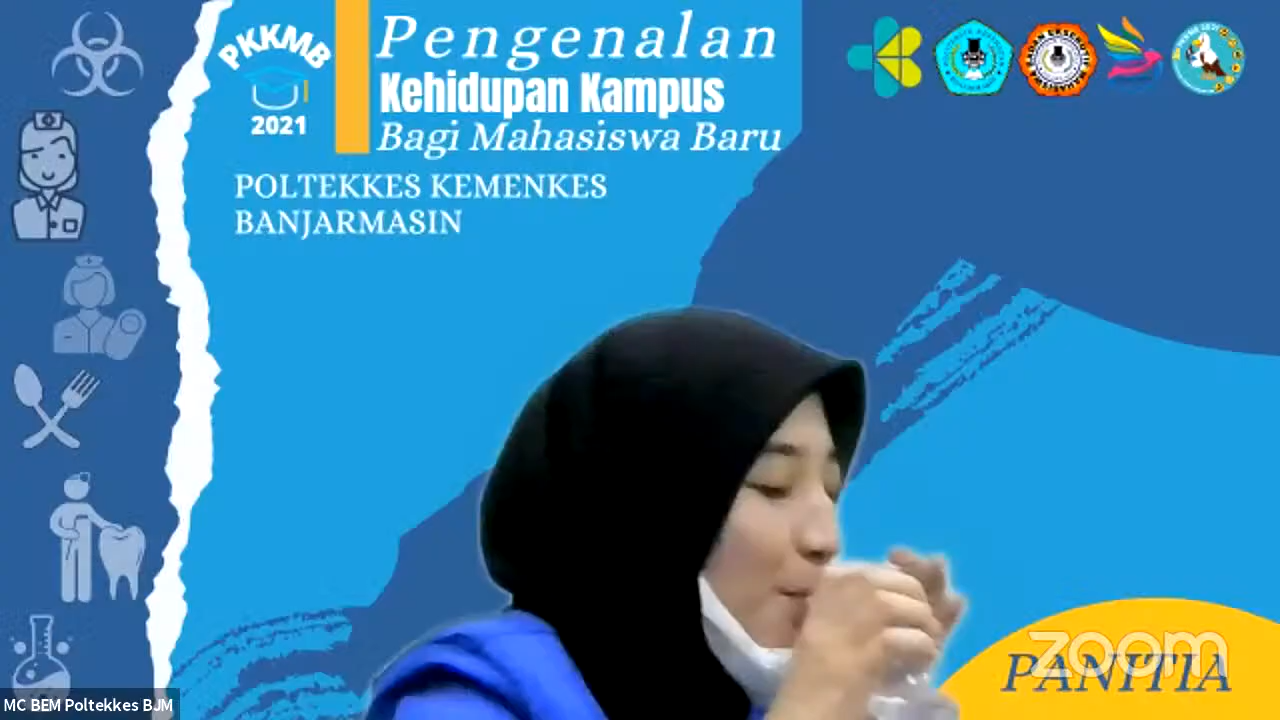 PKKMB
2021
Pengenalan
Kehidupan Kampus
Bagi Mahasiswa Baru
POLTEKKES KEMENKES
BANJARMASIN
zoom
PANITIA
MC BEM Poltekkes BJM